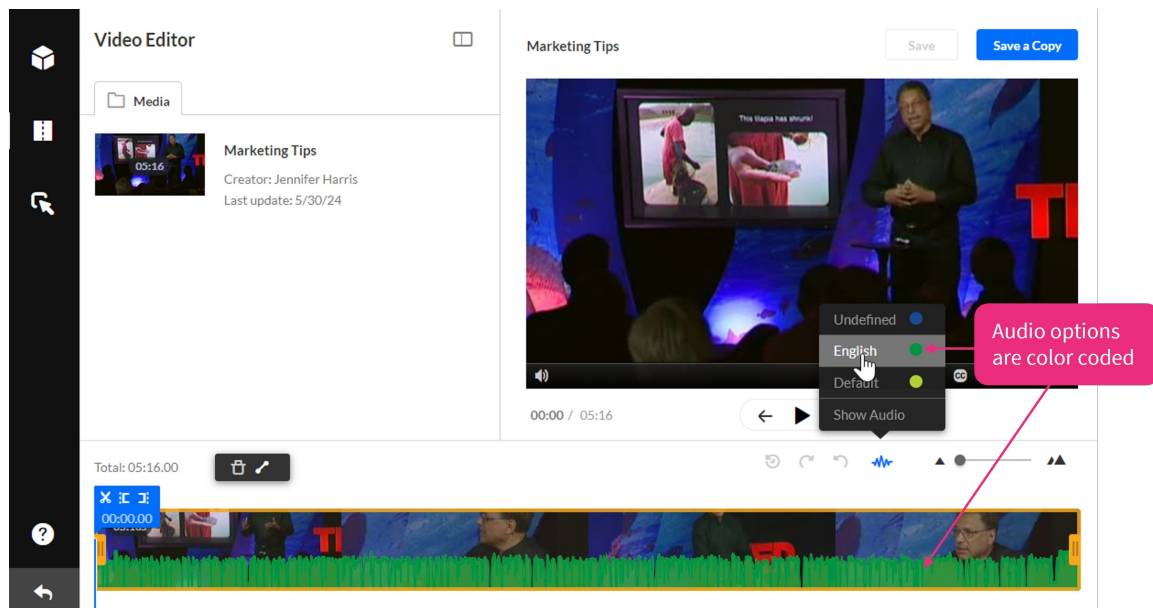 Video Editor
Media
05:16
Marketing Tips
Creator: Jennifer Harris
Last update: 5/30/24
Marketing Tips
Save
Save a Copy
This tilapia has shrunk!
TE
Undefined
English
Default
Show Audio
CC
Audio options
are color coded
00:00 / 05:16
Total: 05:16.00
00:00.00